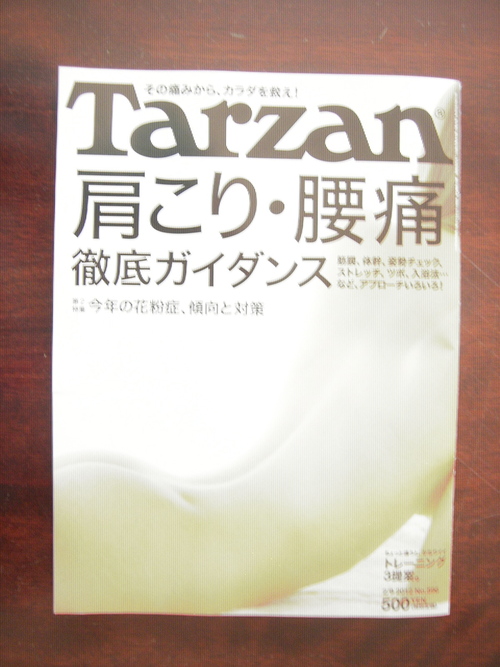 その痛みから、カラダを救え!
Tarzan
肩こり・腰痛
徹底ガイダンス
筋膜、体幹、姿勢チェック、
ストレッチ、ツボ、入浴法…
など、アプローチいろいろ!
第二特集 今年の花粉症、傾向と対策
トレーニング
3提案。
500